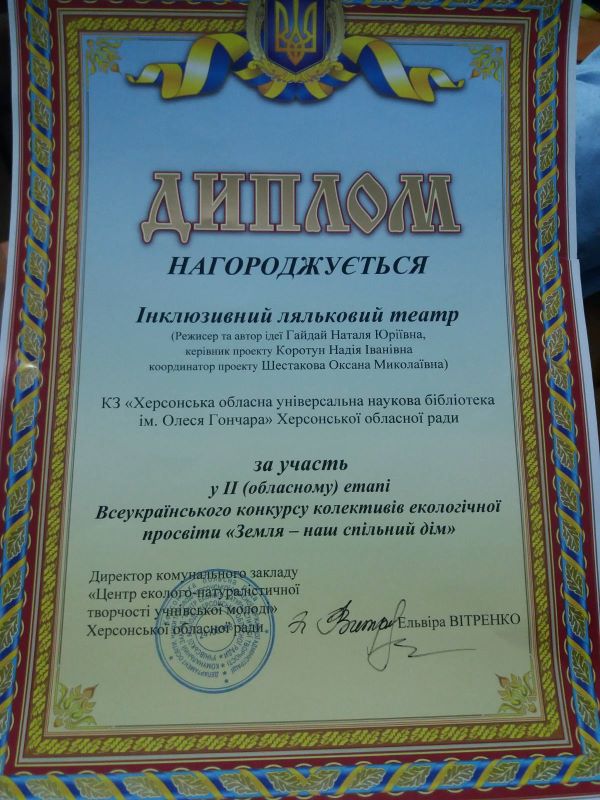 ДИПЛОМ
НАГОРОДЖУЄТЬСЯ
Інклюзивний ляльковий театр
(Режисер та автор ідеї Гайдай Наталя Юріївна,
керівник проекту Коротун Надія Іванівна
координатор проекту Шестакова Оксана Миколаївна)
КЗ «Херсонська обласна універсальна наукова бібліотека
ім. Олеся Гончара» Херсонської обласної ради
за участь
у ІІ (обласному) етапі
Всеукраїнського конкурсу колективів екологічної
просвіти «Земля – наш спільний дім»
Директор комунального закладу
«Центр еколого-натуралістичної
творчості учнівської молоді»
Херсонської обласної ради
Ельвіра ВІТРЕНКО